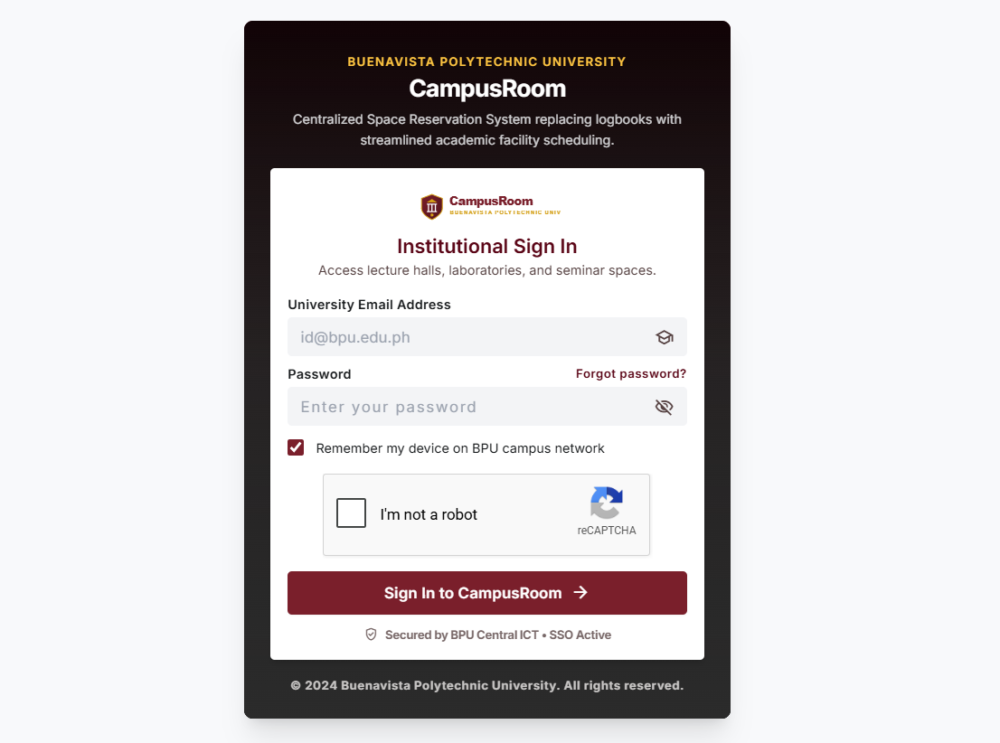 BUENAVISTA POLYTECHNIC UNIVERSITY
CampusRoom
Centralized Space Reservation System replacing logbooks with
streamlined academic facility scheduling.
CampusRoom
BUENAVISTA POLYTECHNIC UNIV
Institutional Sign In
Access lecture halls, laboratories, and seminar spaces.
University Email Address
id@bpu.edu.ph
Password Forgot password?
Enter your password
Remember my device on BPU campus network
I'm not a robot
reCAPTCHA
Sign In to CampusRoom →
Secured by BPU Central ICT • SSO Active
© 2024 Buenavista Polytechnic University. All rights reserved.